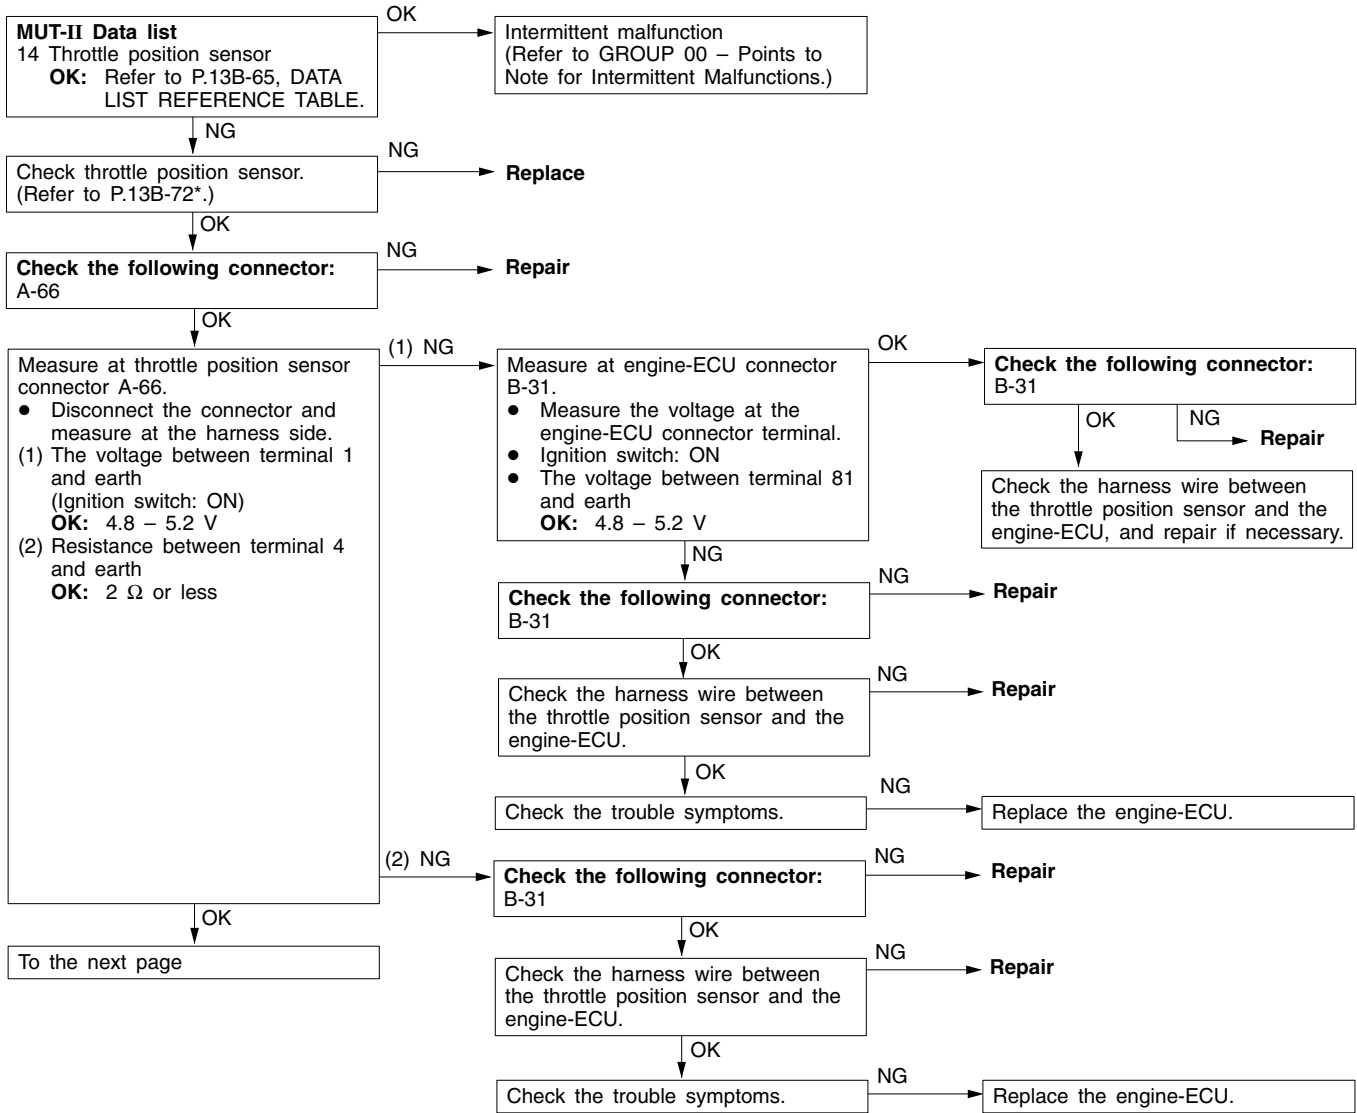 MUT-II Data list
14 Throttle position sensor
OK: Refer to P.13B-65, DATA
LIST REFERENCE TABLE.
OK
Intermittent malfunction
(Refer to GROUP 00 – Points to
Note for Intermittent Malfunctions.)
NG
Check throttle position sensor.
(Refer to P.13B-72*.)
NG
Replace
OK
Check the following connector:
A-66
NG
Repair
OK
Measure at throttle position sensor
connector A-66.
● Disconnect the connector and
measure at the harness side.
(1) The voltage between terminal 1
and earth
(Ignition switch: ON)
OK: 4.8 – 5.2 V
(2) Resistance between terminal 4
and earth
OK: 2 Ω or less
(1) NG
Measure at engine-ECU connector
B-31.
● Measure the voltage at the
engine-ECU connector terminal.
● Ignition switch: ON
● The voltage between terminal 81
and earth
OK: 4.8 – 5.2 V
OK
Check the following connector:
B-31
OK
NG
Repair
Check the harness wire between
the throttle position sensor and the
engine-ECU, and repair if necessary.
NG
Check the following connector:
B-31
NG
Repair
OK
Check the harness wire between
the throttle position sensor and the
engine-ECU.
NG
Repair
OK
Check the trouble symptoms.
NG
Replace the engine-ECU.
(2) NG
Check the following connector:
B-31
NG
Repair
OK
Check the harness wire between
the throttle position sensor and the
engine-ECU.
NG
Repair
OK
Check the trouble symptoms.
NG
Replace the engine-ECU.
OK
To the next page